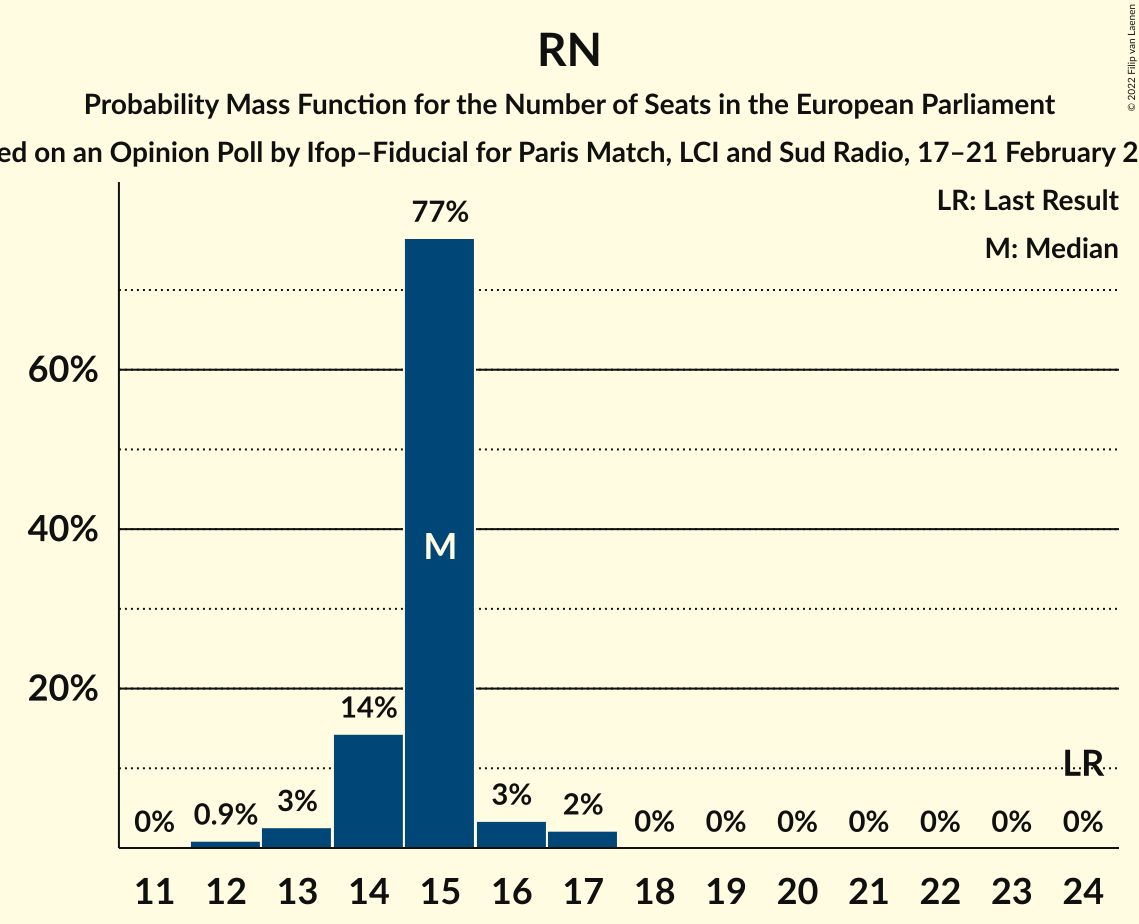 RN
Probability Mass Function for the Number of Seats in the European Parliament
ed on an Opinion Poll by Ifop–Fiducial for Paris Match, LCI and Sud Radio, 17–21 February 2
© 2022 Filip van Laenen
LR: Last Result
M: Median
77%
60%
40%
M
20%
14%
LR
0% 0.9% 3% 3% 2% 0% 0% 0% 0% 0% 0% 0%
11 12 13 14 15 16 17 18 19 20 21 22 23 24